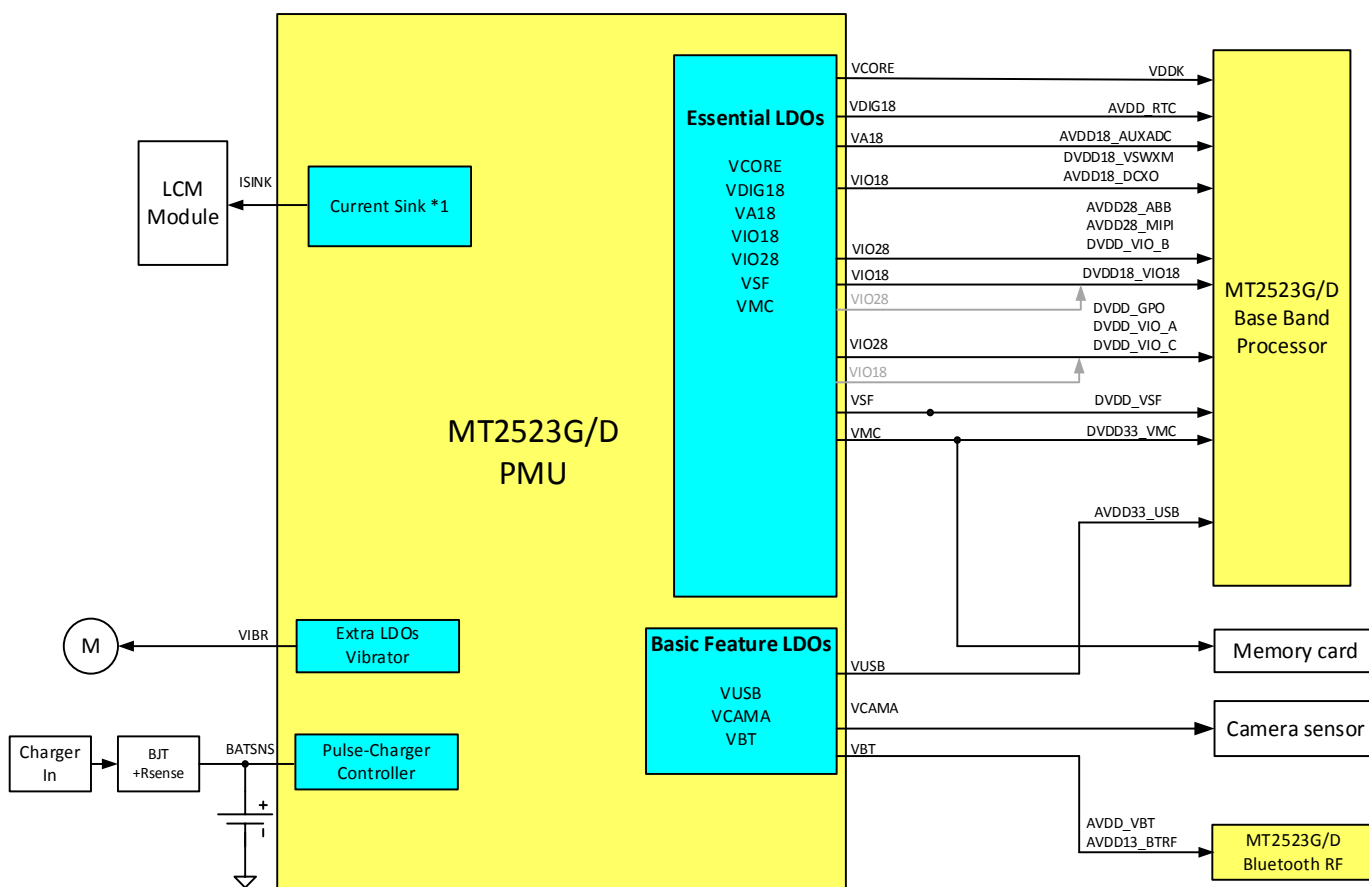 LCM
Module
ISINK
Current Sink *1
MT2523G/D
PMU
M
VIBR
Extra LDOs
Vibrator
Charger
In
BJT
+Rsense
BATSNS
Pulse-Charger
Controller
+
-
Essential LDOs
VCORE
VDIG18
VA18
VIO18
VIO28
VSF
VMC
Basic Feature LDOs
VUSB
VCAMA
VBT
VCORE
VDDK
VDIG18
AVDD_RTC
VA18
AVDD18_AUXADC
DVDD18_VSWXM
VIO18
AVDD18_DCXO
AVDD28_ABB
AVDD28_MIPI
DVDD_VIO_B
VIO28
VIO18
DVDD18_VIO18
VIO28
DVDD_GPO
DVDD_VIO_A
VIO28
DVDD_VIO_C
VIO18
VSF
DVDD_VSF
VMC
DVDD33_VMC
AVDD33_USB
VUSB
VCAMA
VBT
AVDD_VBT
AVDD13_BTRF
MT2523G/D
Base Band
Processor
Memory card
Camera sensor
MT2523G/D
Bluetooth RF